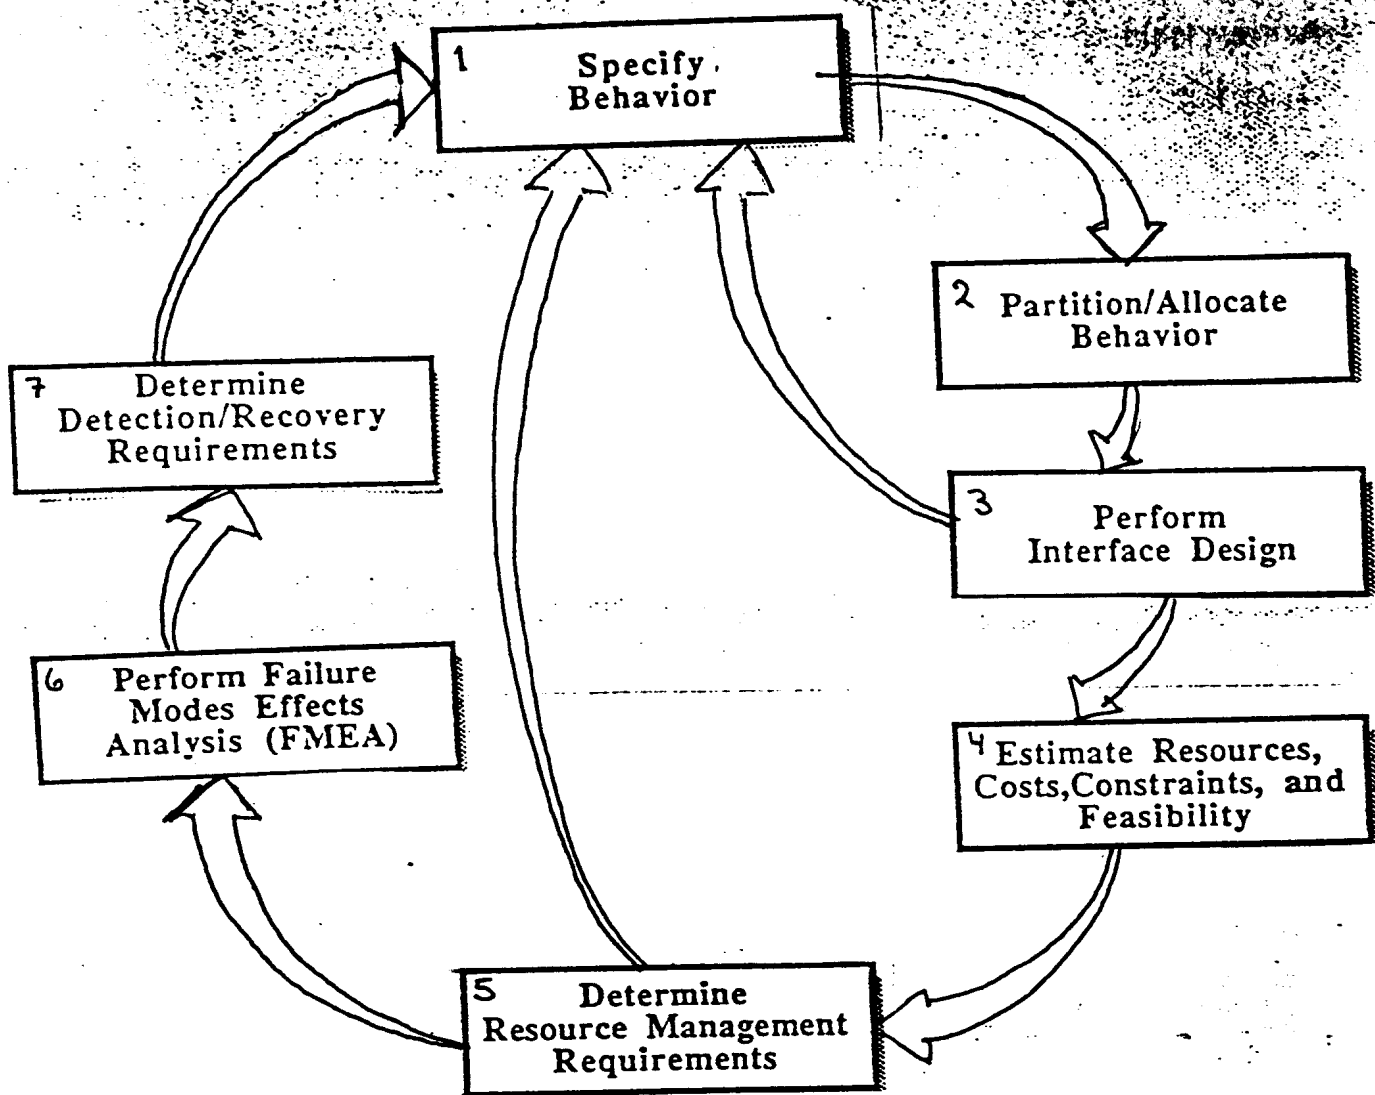 1
Specify
Behavior
2
Partition/Allocate
Behavior
3
Perform
Interface Design
4
Estimate Resources,
Costs,Constraints, and
Feasibility
5
Determine
Resource Management
Requirements
6
Perform Failure
Modes Effects
Analysis (FMEA)
7
Determine
Detection/Recovery
Requirements